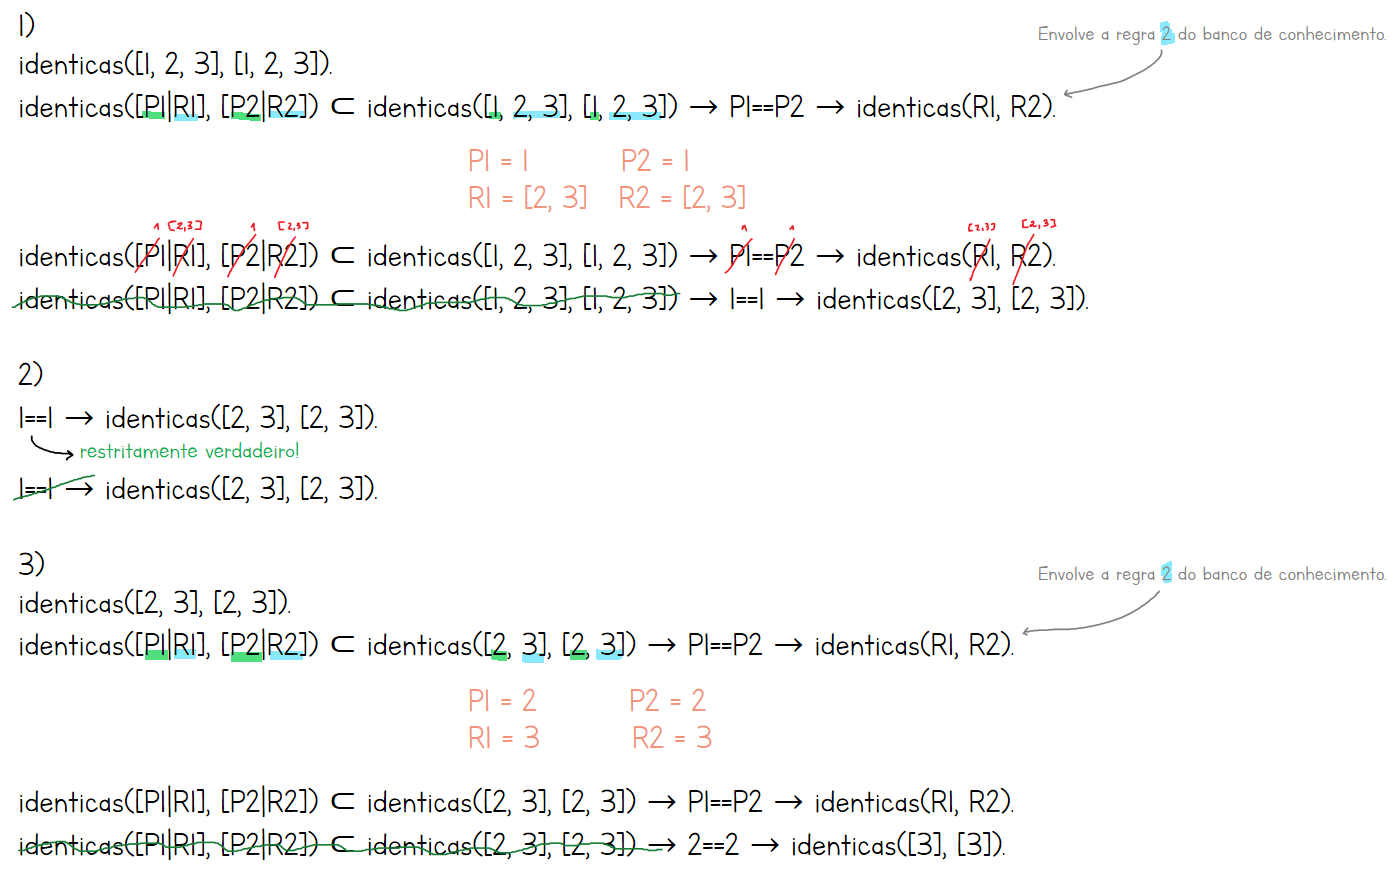 1)
Envolve a regra 2 do banco de conhecimento.
identicas([1, 2, 3], [1, 2, 3]).
identicas([P1|R1], [P2|R2]) ⊂ identicas([1, 2, 3], [1, 2, 3]) → P1==P2 → identicas(R1, R2).
P1 = 1 P2 = 1
R1 = [2, 3] R2 = [2, 3]
1 [2,3] 1 [2,3] 1 1 [2,3] [2,3]
identicas([P1|R1], [P2|R2]) ⊂ identicas([1, 2, 3], [1, 2, 3]) → P1==P2 → identicas(R1, R2).
identicas([P1|R1], [P2|R2]) ⊂ identicas([1, 2, 3], [1, 2, 3]) → 1==1 → identicas([2, 3], [2, 3]).
2)
1==1 → identicas([2, 3], [2, 3]).
restritamente verdadeiro!
1==1 → identicas([2, 3], [2, 3]).
3)
Envolve a regra 2 do banco de conhecimento.
identicas([2, 3], [2, 3]).
identicas([P1|R1], [P2|R2]) ⊂ identicas([2, 3], [2, 3]) → P1==P2 → identicas(R1, R2).
P1 = 2 P2 = 2
R1 = 3 R2 = 3
identicas([P1|R1], [P2|R2]) ⊂ identicas([2, 3], [2, 3]) → P1==P2 → identicas(R1, R2).
identicas([P1|R1], [P2|R2]) ⊂ identicas([2, 3], [2, 3]) → 2==2 → identicas([3], [3]).